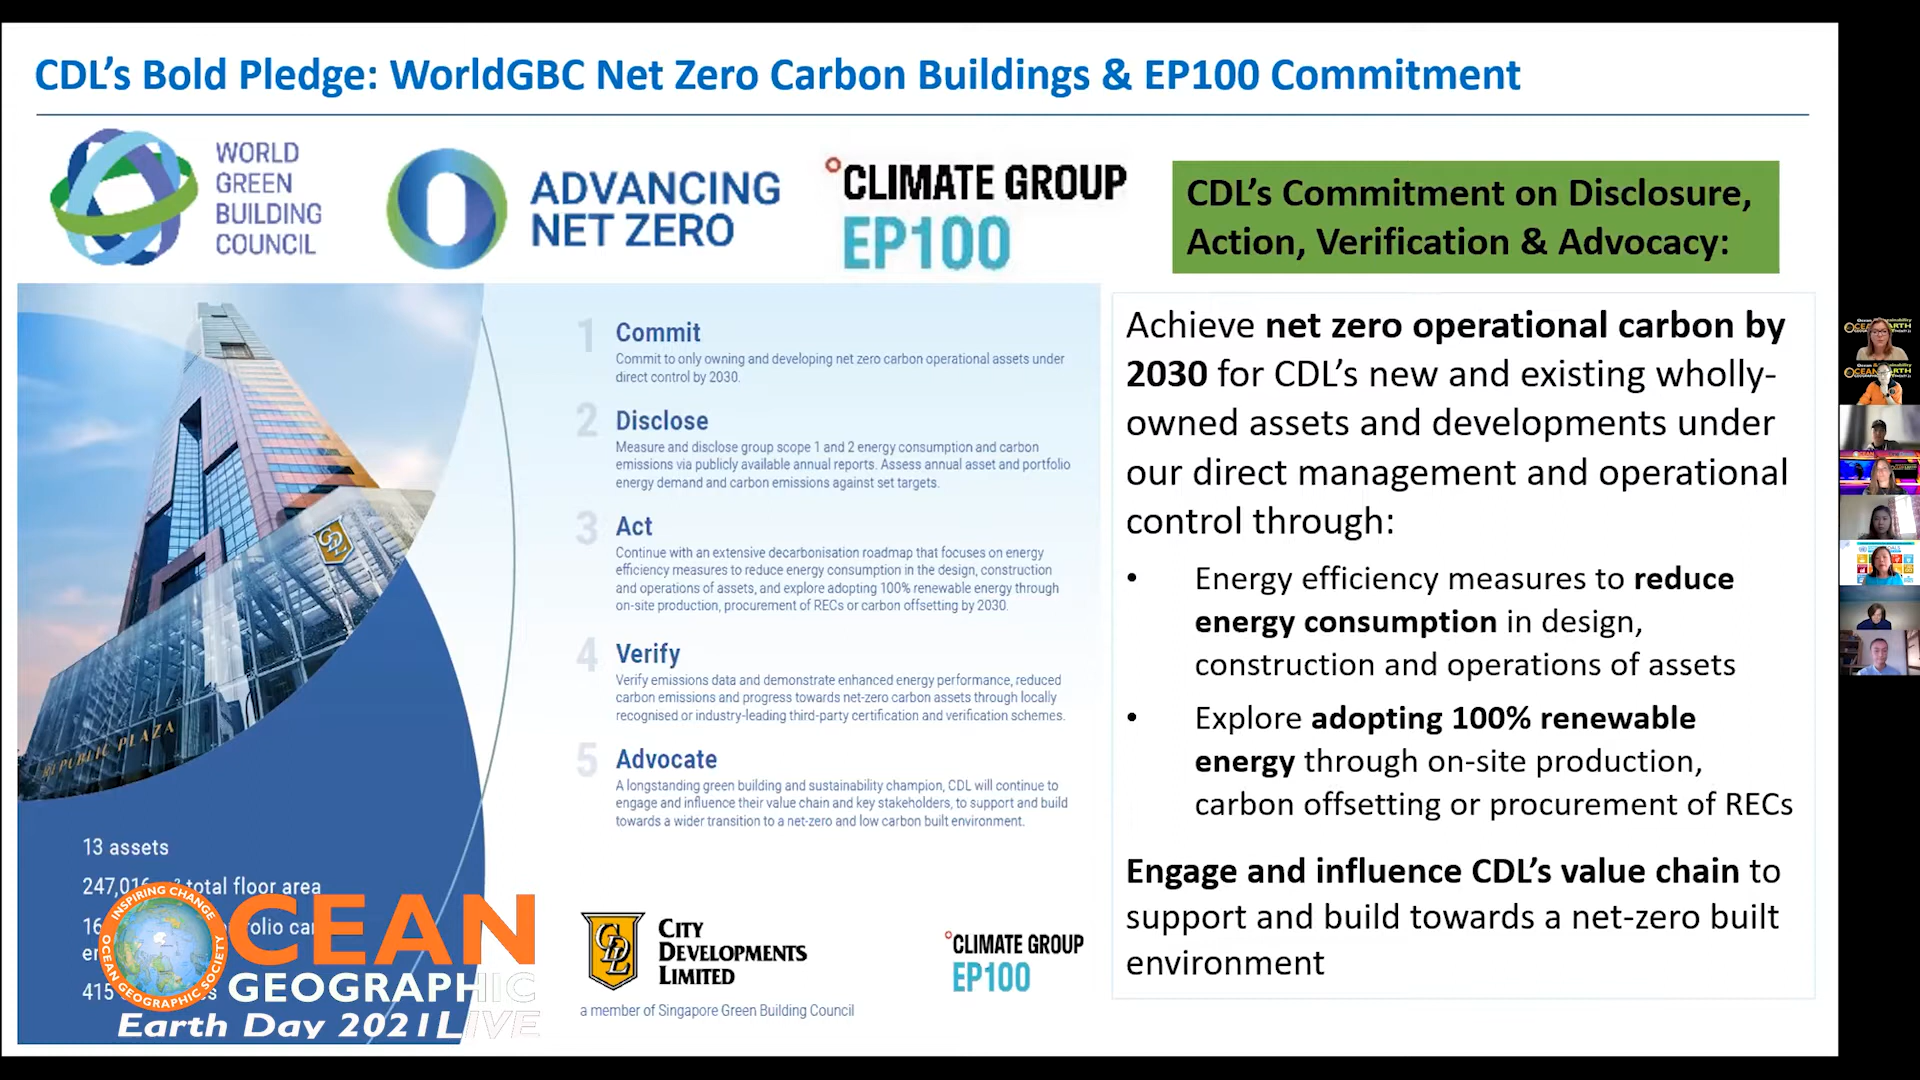 CDL's Bold Pledge: WorldGBC Net Zero Carbon Buildings & EP100 Commitment
WORLD
GREEN
BUILDING
COUNCIL
ADVANCING
NET ZERO
°CLIMATE GROUP
EP100
CDL's Commitment on Disclosure,
Action, Verification & Advocacy:
REPUBLIC PLAZA
13 assets
total floor area
415
1 Commit
Commit to only owning and developing net zero carbon operational assets under
direct control by 2030.
2 Disclose
Measure and disclose group scope 1 and 2 energy consumption and carbon
emissions via publicly available annual reports. Assess annual asset and portfolio
energy demand and carbon emissions against set targets.
3 Act
Continue with an extensive decarbonisation roadmap that focuses on energy
efficiency measures to reduce energy consumption in the design, construction
and operations of assets, and explore adopting 100% renewable energy through
on-site production, procurement of RECs or carbon offsetting by 2030.
4 Verify
Verify emissions data and demonstrate enhanced energy performance, reduced
carbon emissions and progress towards net-zero carbon assets through locally
recognised or industry-leading third-party certification and verification schemes.
5 Advocate
A longstanding green building and sustainability champion, CDL will continue to
engage and influence their value chain and key stakeholders, to support and build
towards a wider transition to a net-zero and low carbon built environment.
CDL
CITY
DEVELOPMENTS
LIMITED
a member of Singapore Green Building Council
°CLIMATE GROUP
EP100
Achieve net zero operational carbon by
2030 for CDL's new and existing wholly-
owned assets and developments under
our direct management and operational
control through:
• Energy efficiency measures to reduce
energy consumption in design,
construction and operations of assets
• Explore adopting 100% renewable
energy through on-site production,
carbon offsetting or procurement of RECs
Engage and influence CDL's value chain to
support and build towards a net-zero built
environment
INSPIRING CHANGE
OCEAN GEOGRAPHIC SOCIETY
OCEAN
GEOGRAPHIC
Earth Day 2021 LIVE